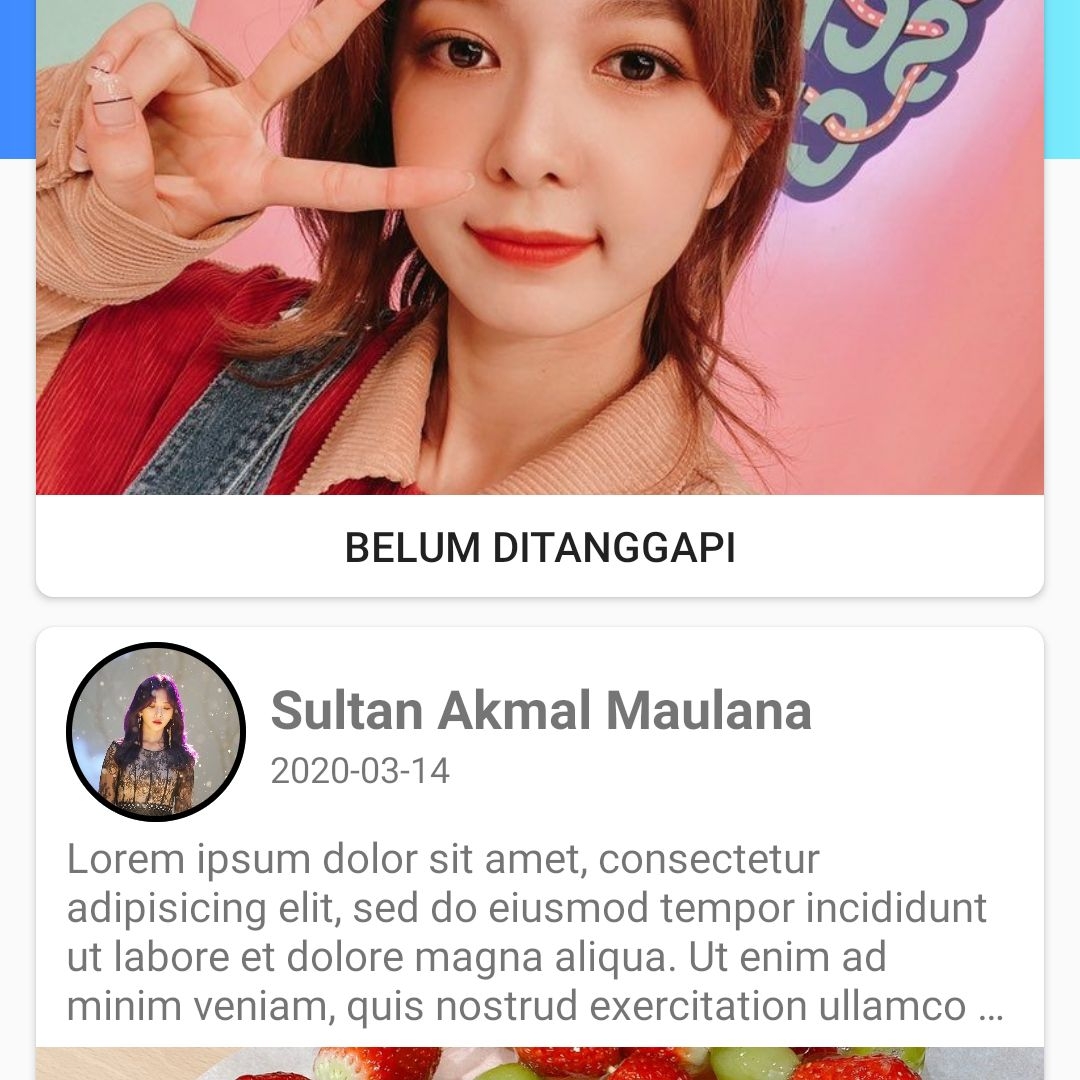 BELUM DITANGGAPI
Sultan Akmal Maulana
2020-03-14
Lorem ipsum dolor sit amet, consectetur
adipisicing elit, sed do eiusmod tempor incididunt
ut labore et dolore magna aliqua. Ut enim ad
minim veniam, quis nostrud exercitation ullamco ...